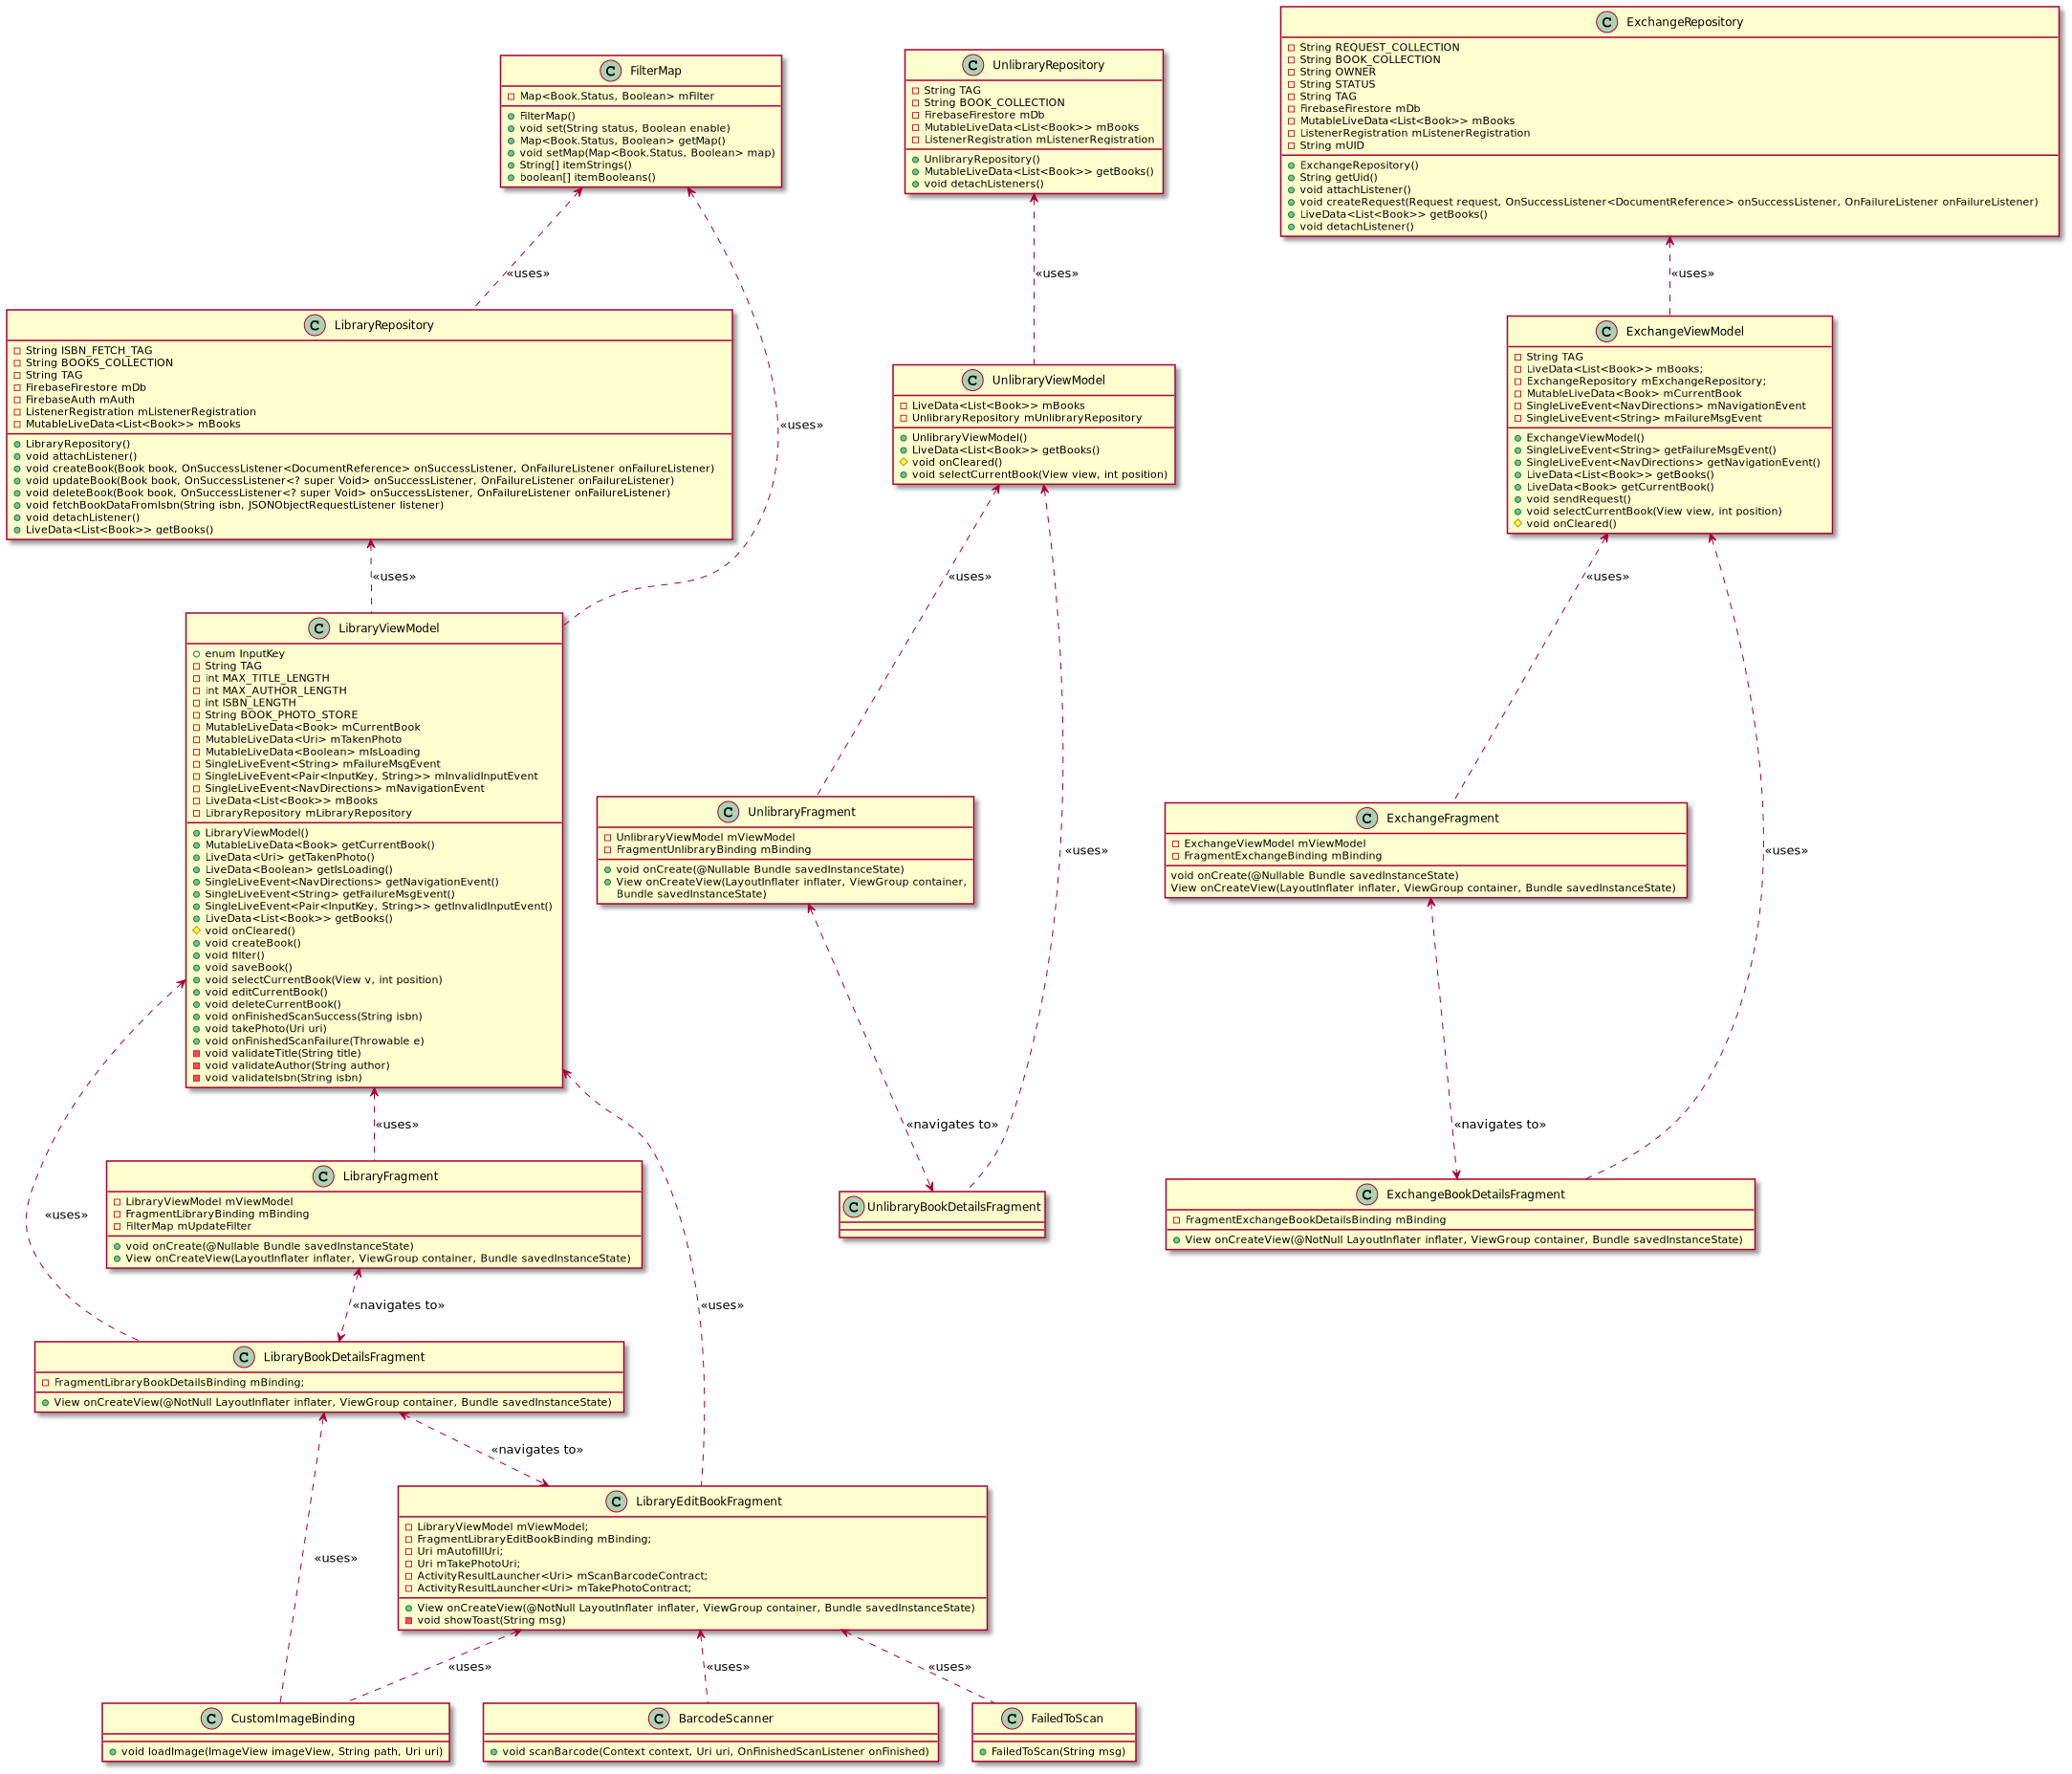 C FilterMap
Map<Book.Status, Boolean> mFilter
FilterMap()
void set(String status, Boolean enable)
Map<Book.Status, Boolean> getMap()
void setMap(Map<Book.Status, Boolean> map)
String[] itemStrings()
boolean[] itemBooleans()
C UnlibraryRepository
String TAG
String BOOK_COLLECTION
FirebaseFirestore mDb
MutableLiveData<List<Book>> mBooks
ListenerRegistration mListenerRegistration
UnlibraryRepository()
MutableLiveData<List<Book>> getBooks()
void detachListeners()
C ExchangeRepository
String REQUEST_COLLECTION
String BOOK_COLLECTION
String OWNER
String STATUS
String TAG
FirebaseFirestore mDb
MutableLiveData<List<Book>> mBooks
ListenerRegistration mListenerRegistration
String mUID
ExchangeRepository()
String getUid()
void attachListener()
void createRequest(Request request, OnSuccessListener<DocumentReference> onSuccessListener, OnFailureListener onFailureListener)
LiveData<List<Book>> getBooks()
void detachListener()
«uses»
«uses»
«uses»
C LibraryRepository
String ISBN_FETCH_TAG
String BOOKS_COLLECTION
String TAG
FirebaseFirestore mDb
FirebaseAuth mAuth
ListenerRegistration mListenerRegistration
MutableLiveData<List<Book>> mBooks
LibraryRepository()
void attachListener()
void createBook(Book book, OnSuccessListener<DocumentReference> onSuccessListener, OnFailureListener onFailureListener)
void updateBook(Book book, OnSuccessListener<? super Void> onSuccessListener, OnFailureListener onFailureListener)
void deleteBook(Book book, OnSuccessListener<? super Void> onSuccessListener, OnFailureListener onFailureListener)
void fetchBookDataFromIsbn(String isbn, JSONObjectRequestListener listener)
void detachListener()
LiveData<List<Book>> getBooks()
«uses»
C UnlibraryViewModel
LiveData<List<Book>> mBooks
UnlibraryRepository mUnlibraryRepository
UnlibraryViewModel()
LiveData<List<Book>> getBooks()
void onCleared()
void selectCurrentBook(View view, int position)
C ExchangeViewModel
String TAG
LiveData<List<Book>> mBooks;
ExchangeRepository mExchangeRepository;
MutableLiveData<Book> mCurrentBook
SingleLiveEvent<NavDirections> mNavigationEvent
SingleLiveEvent<String> mFailureMsgEvent
ExchangeViewModel()
SingleLiveEvent<String> getFailureMsgEvent()
SingleLiveEvent<NavDirections> getNavigationEvent()
LiveData<List<Book>> getBooks()
LiveData<Book> getCurrentBook()
void sendRequest()
void selectCurrentBook(View view, int position)
void onCleared()
«uses»
«uses»
«uses»
C LibraryViewModel
enum InputKey
String TAG
int MAX_TITLE_LENGTH
int MAX_AUTHOR_LENGTH
int ISBN_LENGTH
String BOOK_PHOTO_STORE
MutableLiveData<Book> mCurrentBook
MutableLiveData<Uri> mTakenPhoto
MutableLiveData<Boolean> mIsLoading
SingleLiveEvent<String> mFailureMsgEvent
SingleLiveEvent<Pair<InputKey, String>> mInvalidInputEvent
SingleLiveEvent<NavDirections> mNavigationEvent
LiveData<List<Book>> mBooks
LibraryRepository mLibraryRepository
LibraryViewModel()
MutableLiveData<Book> getCurrentBook()
LiveData<Uri> getTakenPhoto()
LiveData<Boolean> getIsLoading()
SingleLiveEvent<NavDirections> getNavigationEvent()
SingleLiveEvent<String> getFailureMsgEvent()
SingleLiveEvent<Pair<InputKey, String>> getInvalidInputEvent()
LiveData<List<Book>> getBooks()
void onCleared()
void createBook()
void filter()
void saveBook()
void selectCurrentBook(View v, int position)
void editCurrentBook()
void deleteCurrentBook()
void onFinishedScanSuccess(String isbn)
void takePhoto(Uri uri)
void onFinishedScanFailure(Throwable e)
void validateTitle(String title)
void validateAuthor(String author)
void validateIsbn(String isbn)
C UnlibraryFragment
UnlibraryViewModel mViewModel
FragmentUnlibraryBinding mBinding
void onCreate(@Nullable Bundle savedInstanceState)
View onCreateView(LayoutInflater inflater, ViewGroup container,
Bundle savedInstanceState)
«uses»
C ExchangeFragment
ExchangeViewModel mViewModel
FragmentExchangeBinding mBinding
void onCreate(@Nullable Bundle savedInstanceState)
View onCreateView(LayoutInflater inflater, ViewGroup container, Bundle savedInstanceState)
«uses»
«uses»
«navigates to»
«navigates to»
C LibraryFragment
LibraryViewModel mViewModel
FragmentLibraryBinding mBinding
FilterMap mUpdateFilter
void onCreate(@Nullable Bundle savedInstanceState)
View onCreateView(LayoutInflater inflater, ViewGroup container, Bundle savedInstanceState)
C UnlibraryBookDetailsFragment
C ExchangeBookDetailsFragment
FragmentExchangeBookDetailsBinding mBinding
View onCreateView(@NotNull LayoutInflater inflater, ViewGroup container, Bundle savedInstanceState)
«uses»
«navigates to»
«uses»
C LibraryBookDetailsFragment
FragmentLibraryBookDetailsBinding mBinding;
View onCreateView(@NotNull LayoutInflater inflater, ViewGroup container, Bundle savedInstanceState)
«navigates to»
C LibraryEditBookFragment
LibraryViewModel mViewModel;
FragmentLibraryEditBookBinding mBinding;
Uri mAutofillUri;
Uri mTakePhotoUri;
ActivityResultLauncher<Uri> mScanBarcodeContract;
ActivityResultLauncher<Uri> mTakePhotoContract;
View onCreateView(@NotNull LayoutInflater inflater, ViewGroup container, Bundle savedInstanceState)
void showToast(String msg)
«uses»
«uses»
«uses»
«uses»
C CustomImageBinding
void loadImage(ImageView imageView, String path, Uri uri)
C BarcodeScanner
void scanBarcode(Context context, Uri uri, OnFinishedScanListener onFinished)
C FailedToScan
FailedToScan(String msg)